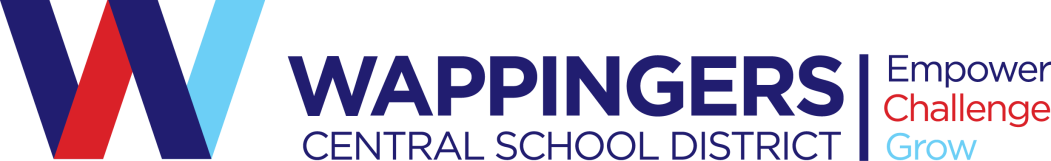 WAPPINGERS
CENTRAL SCHOOL DISTRICT
Empower
Challenge
Grow